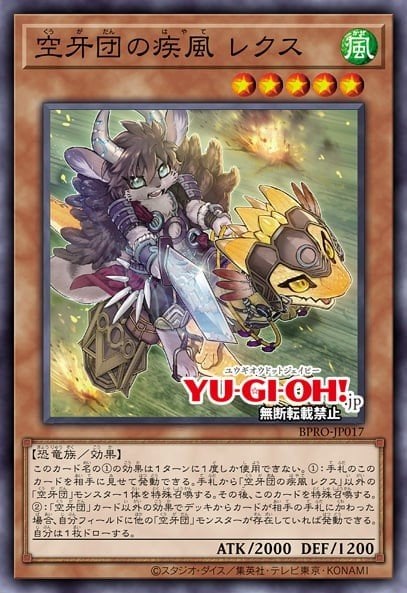 空牙団の疾風 レクス
くうがだん はやて
風
かぜ
ユウギオウドットジェイピー
YU-GI-OH!.jp
無断転載禁止
BPRO-JP017
【恐竜族/効果】
このカード名の①の効果は1ターンに1度しか使用できない。①:手札のこの
カードを相手に見せて発動できる。手札から「空牙団の疾風 レクス」以外の
「空牙団」モンスター1体を特殊召喚する。その後、このカードを特殊召喚する。
②:「空牙団」カード以外の効果でデッキからカードが相手の手札に加わった
場合、自分フィールドに他の「空牙団」モンスターが存在していれば発動できる。
自分は1枚ドローする。
ATK/2000 DEF/1200
©スタジオ・ダイス/集英社・テレビ東京・KONAMI